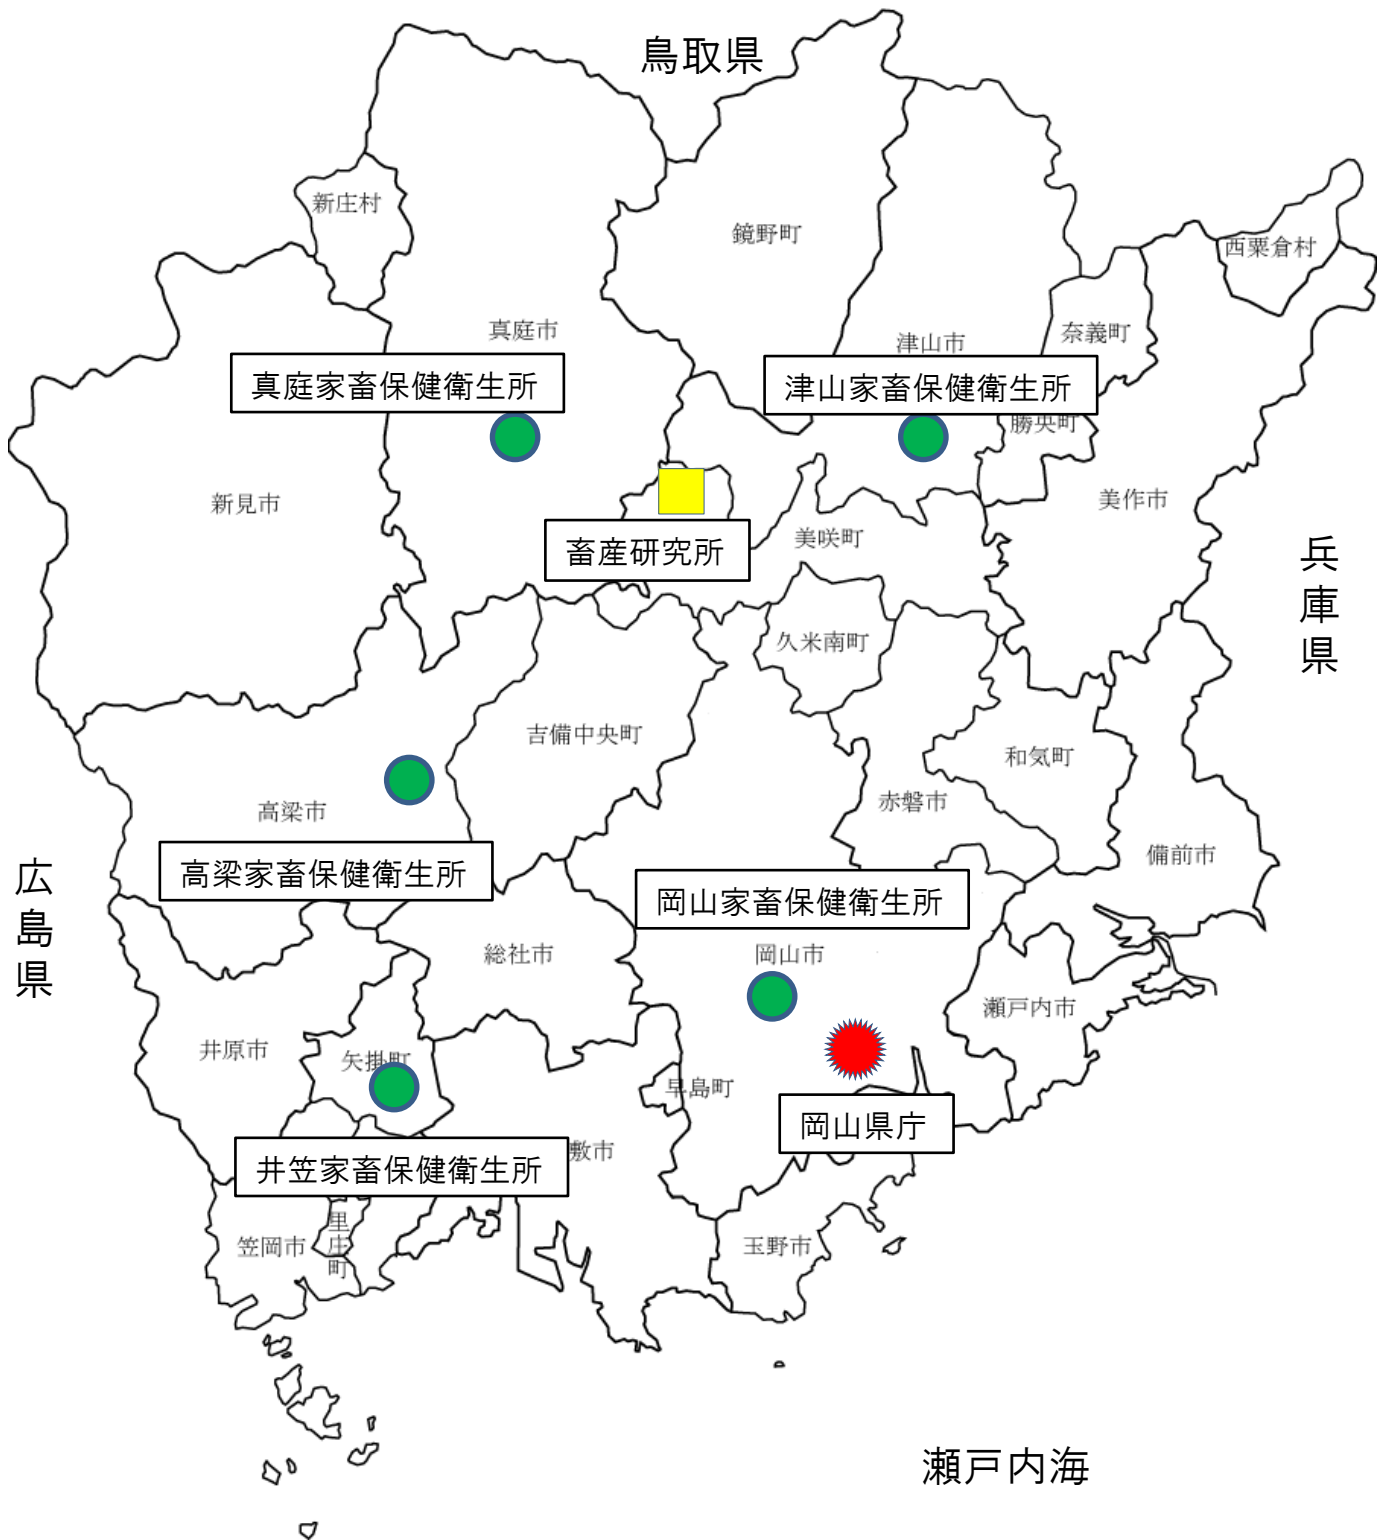 鳥取県
新庄村
鏡野町
西粟倉村
真庭市
津山市
奈義町
真庭家畜保健衛生所
津山家畜保健衛生所
勝央町
新見市
美作市
美咲町
畜産研究所
兵庫県
久米南町
吉備中央町
和気町
赤磐市
高梁市
備前市
高梁家畜保健衛生所
岡山家畜保健衛生所
広島県
総社市
岡山市
瀬戸内市
井原市
矢掛町
早島町
岡山県庁
井笠家畜保健衛生所
敷市
里庄町
笠岡市
玉野市
瀬戸内海